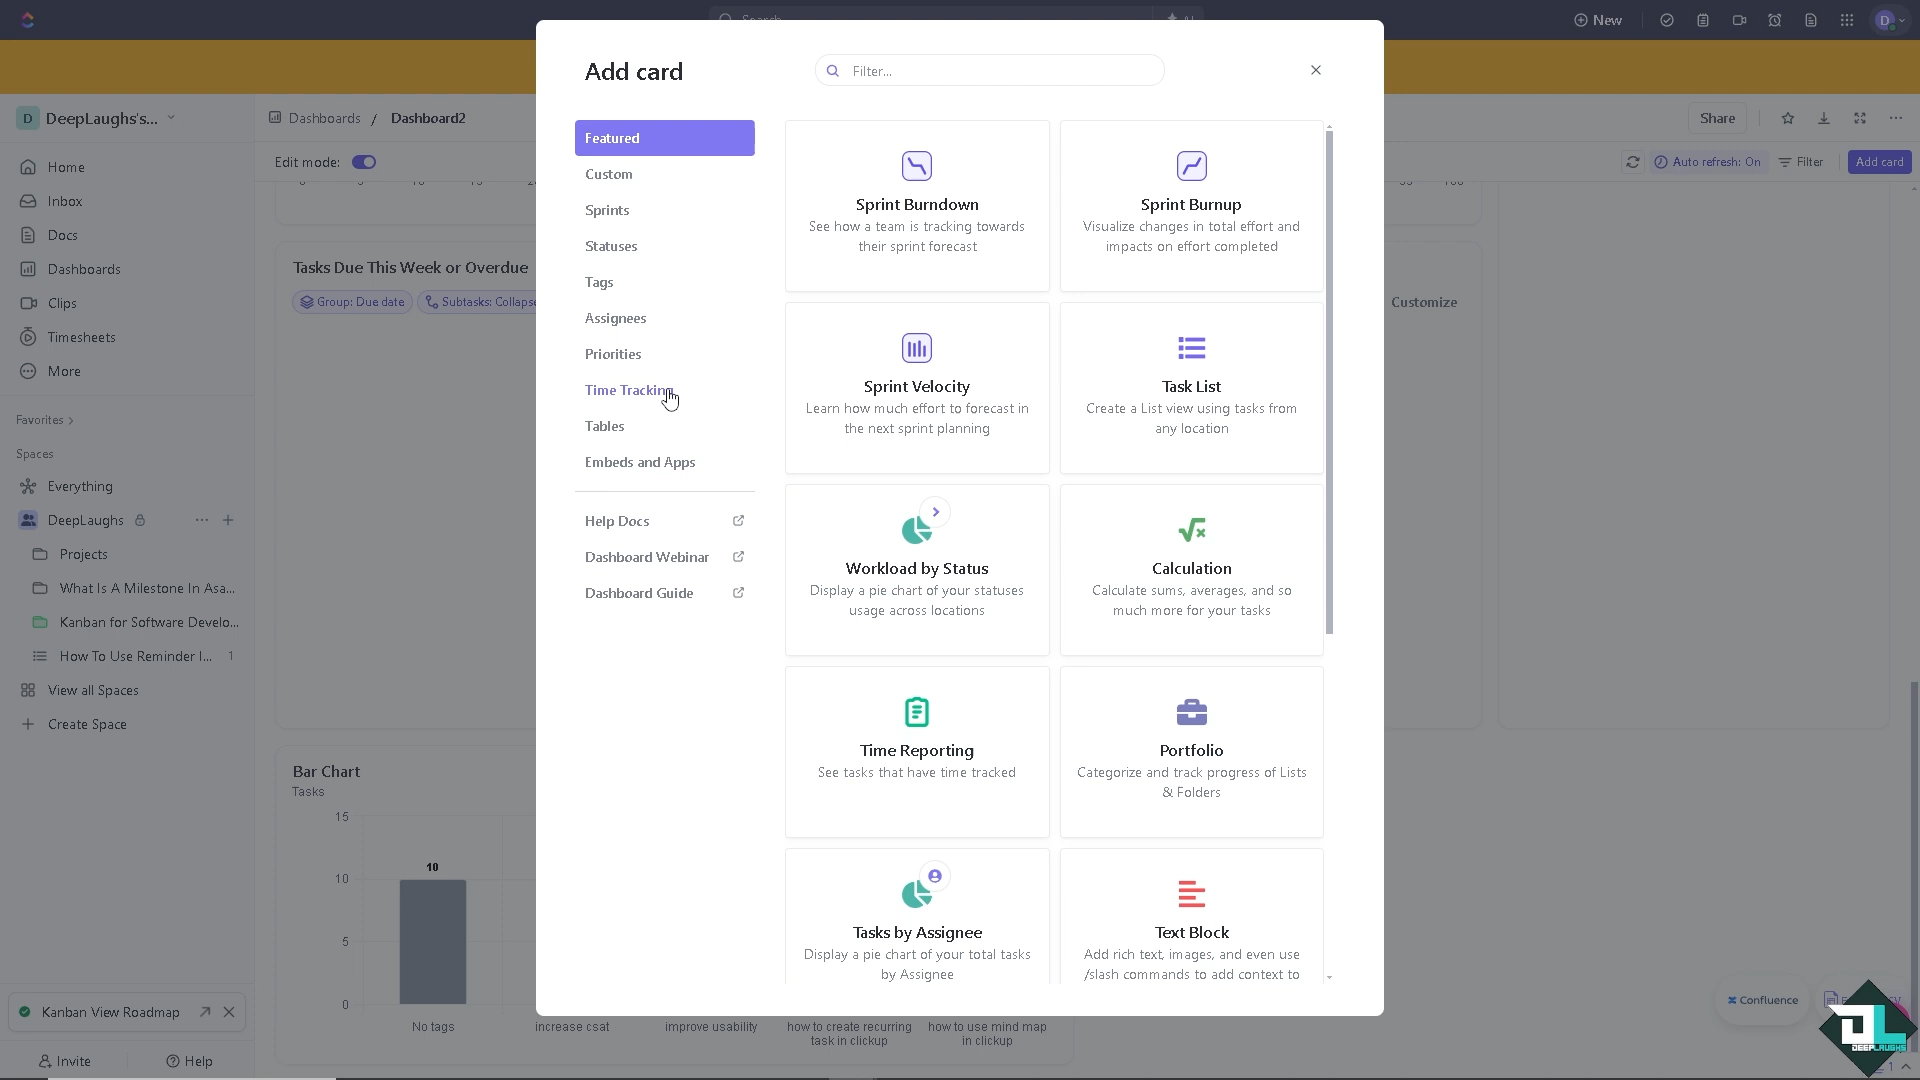 New
D
D DeepLaughs's...
Dashboards / Dashboard2
Share
Edit mode:
Auto refresh: On
Filter
Add card
Home
Inbox
Docs
Dashboards
Clips
Timesheets
More
Favorites
Spaces
Everything
DeepLaughs
Projects
What Is A Milestone In Asa...
Kanban for Software Develo...
How To Use Reminder I... 1
View all Spaces
Create Space
Kanban View Roadmap
Invite
Help
Tasks Due This Week or Overdue
Group: Due date
Subtasks: Collapse
Customize
Bar Chart
Tasks
15
10
5
0
10
No tags
increase csat
improve usability
how to create recurring
task in clickup
how to use mind map
in clickup
Add card
Filter...
Featured
Custom
Sprints
Statuses
Tags
Assignees
Priorities
Time Tracking
Tables
Embeds and Apps
Help Docs
Dashboard Webinar
Dashboard Guide
Sprint Burndown
See how a team is tracking towards
their sprint forecast
Sprint Burnup
Visualize changes in total effort and
impacts on effort completed
Sprint Velocity
Learn how much effort to forecast in
the next sprint planning
Task List
Create a List view using tasks from
any location
Workload by Status
Display a pie chart of your statuses
usage across locations
Calculation
Calculate sums, averages, and so
much more for your tasks
Time Reporting
See tasks that have time tracked
Portfolio
Categorize and track progress of Lists
& Folders
Tasks by Assignee
Display a pie chart of your total tasks
by Assignee
Text Block
Add rich text, images, and even use
/slash commands to add context to
Confluence
DL
DEEPLAUGHS